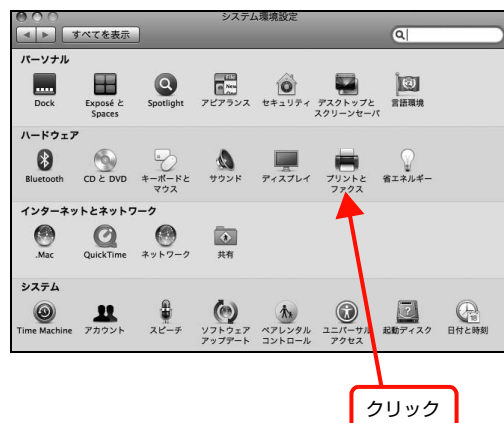 システム環境設定
すべてを表示
パーソナル
Dock
Exposé と
Spaces
Spotlight
アピアランス
セキュリティ
デスクトップと
スクリーンセーバ
言語環境
ハードウェア
Bluetooth
CD と DVD
キーボードと
マウス
サウンド
ディスプレイ
プリントと
ファクス
省エネルギー
インターネットとネットワーク
.Mac
QuickTime
ネットワーク
共有
システム
Time Machine
アカウント
スピーチ
ソフトウェア
アップデート
ペアレンタル
コントロール
ユニバーサル
アクセス
起動ディスク
日付と時刻
クリック